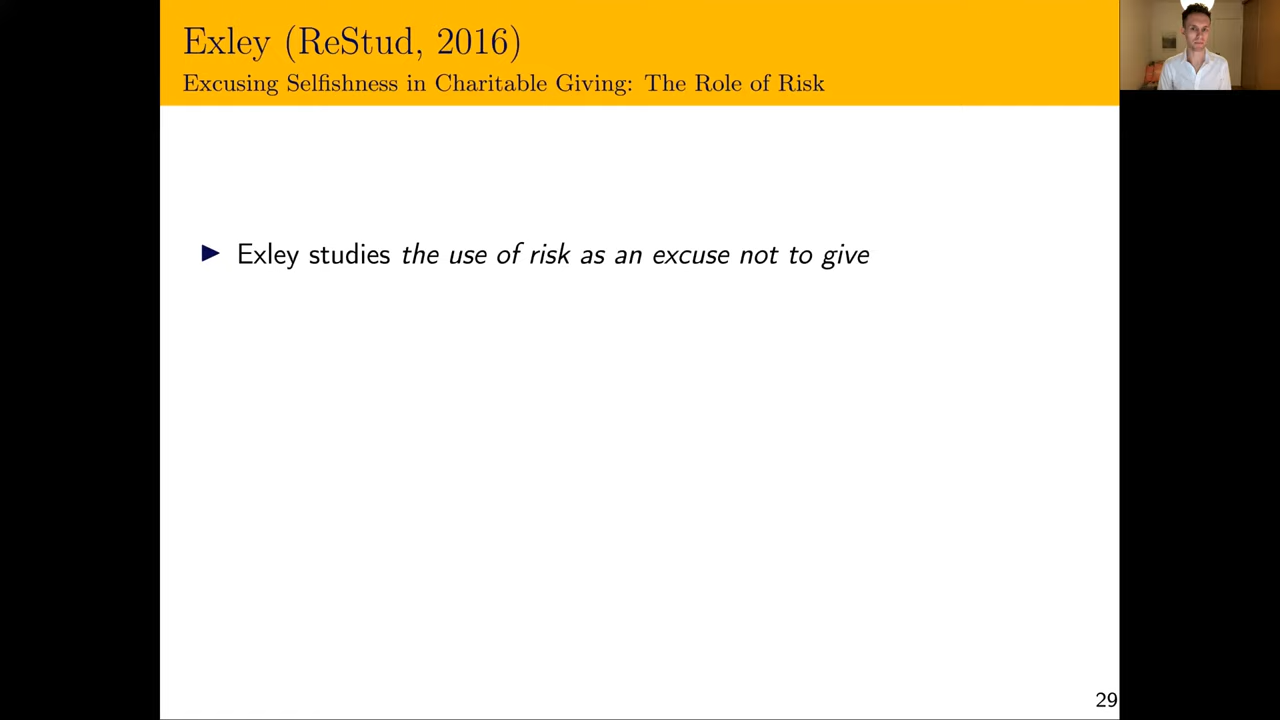 Exley (ReStud, 2016)
Excusing Selfishness in Charitable Giving: The Role of Risk
▶ Exley studies the use of risk as an excuse not to give
29